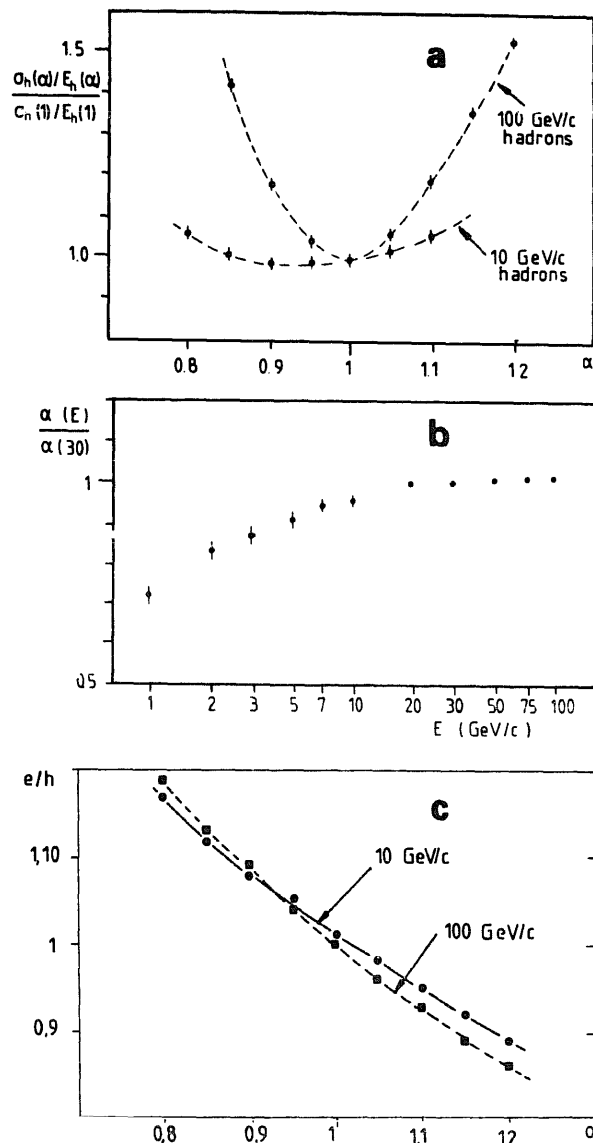 a
1.5
σh(α)/Eh(α)
cn(1)/Eh(1)
1.0
100 GeV/c
hadrons
10 GeV/c
hadrons
0.8 0.9 1 1.1 1.2 α
b
α (E)
α (30)
1
0.5
1 2 3 5 7 10 20 30 50 75 100
E (GeV/c)
c
e/h
1,10
1
0,9
10 GeV/c
100 GeV/c
0,8 0,9 1 1.1 1.2 α